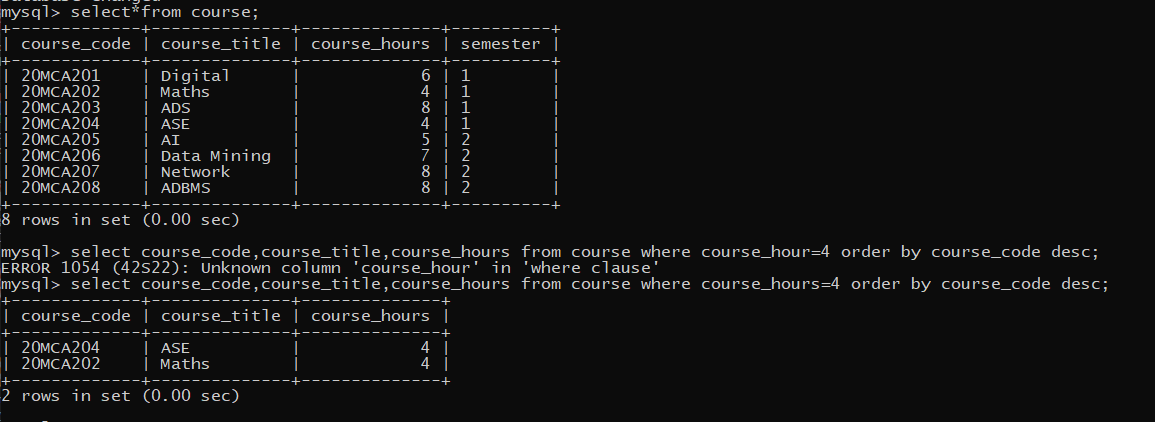 mysql> select*from course;
+-------------+--------------+--------------+----------+
| course_code | course_title | course_hours | semester |
+-------------+--------------+--------------+----------+
| 20MCA201    | Digital      |            6 | 1        |
| 20MCA202    | Maths        |            4 | 1        |
| 20MCA203    | ADS          |            8 | 1        |
| 20MCA204    | ASE          |            4 | 1        |
| 20MCA205    | AI           |            5 | 2        |
| 20MCA206    | Data Mining  |            7 | 2        |
| 20MCA207    | Network      |            8 | 2        |
| 20MCA208    | ADBMS        |            8 | 2        |
+-------------+--------------+--------------+----------+
8 rows in set (0.00 sec)
mysql> select course_code,course_title,course_hours from course where course_hour=4 order by course_code desc;
ERROR 1054 (42S22): Unknown column 'course_hour' in 'where clause'
mysql> select course_code,course_title,course_hours from course where course_hours=4 order by course_code desc;
+-------------+--------------+--------------+
| course_code | course_title | course_hours |
+-------------+--------------+--------------+
| 20MCA204    | ASE          |            4 |
| 20MCA202    | Maths        |            4 |
+-------------+--------------+--------------+
2 rows in set (0.00 sec)